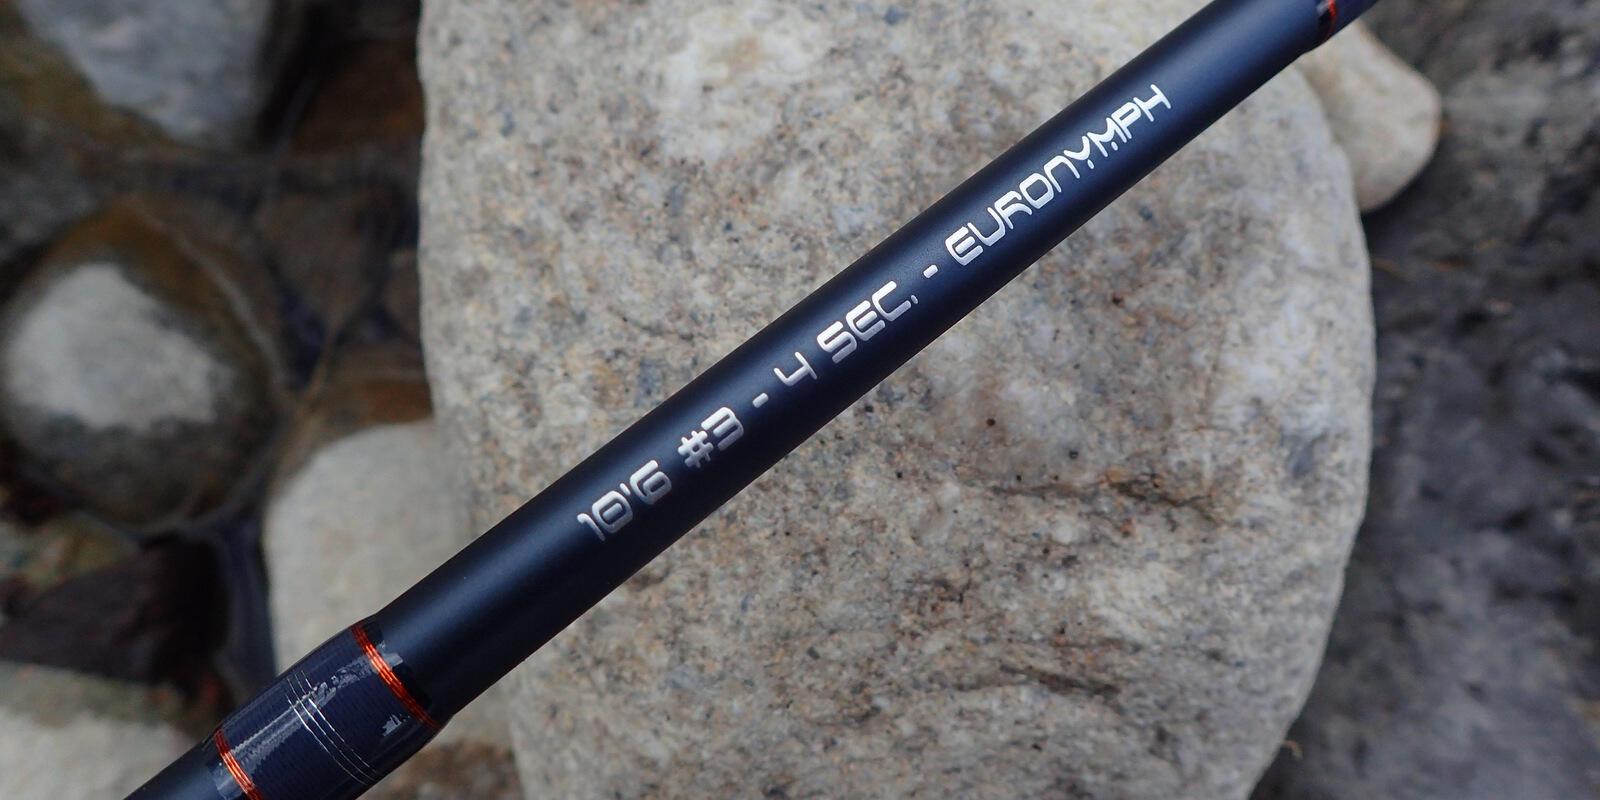 10'6 #3 - 4 SEC. - EURONYMPH